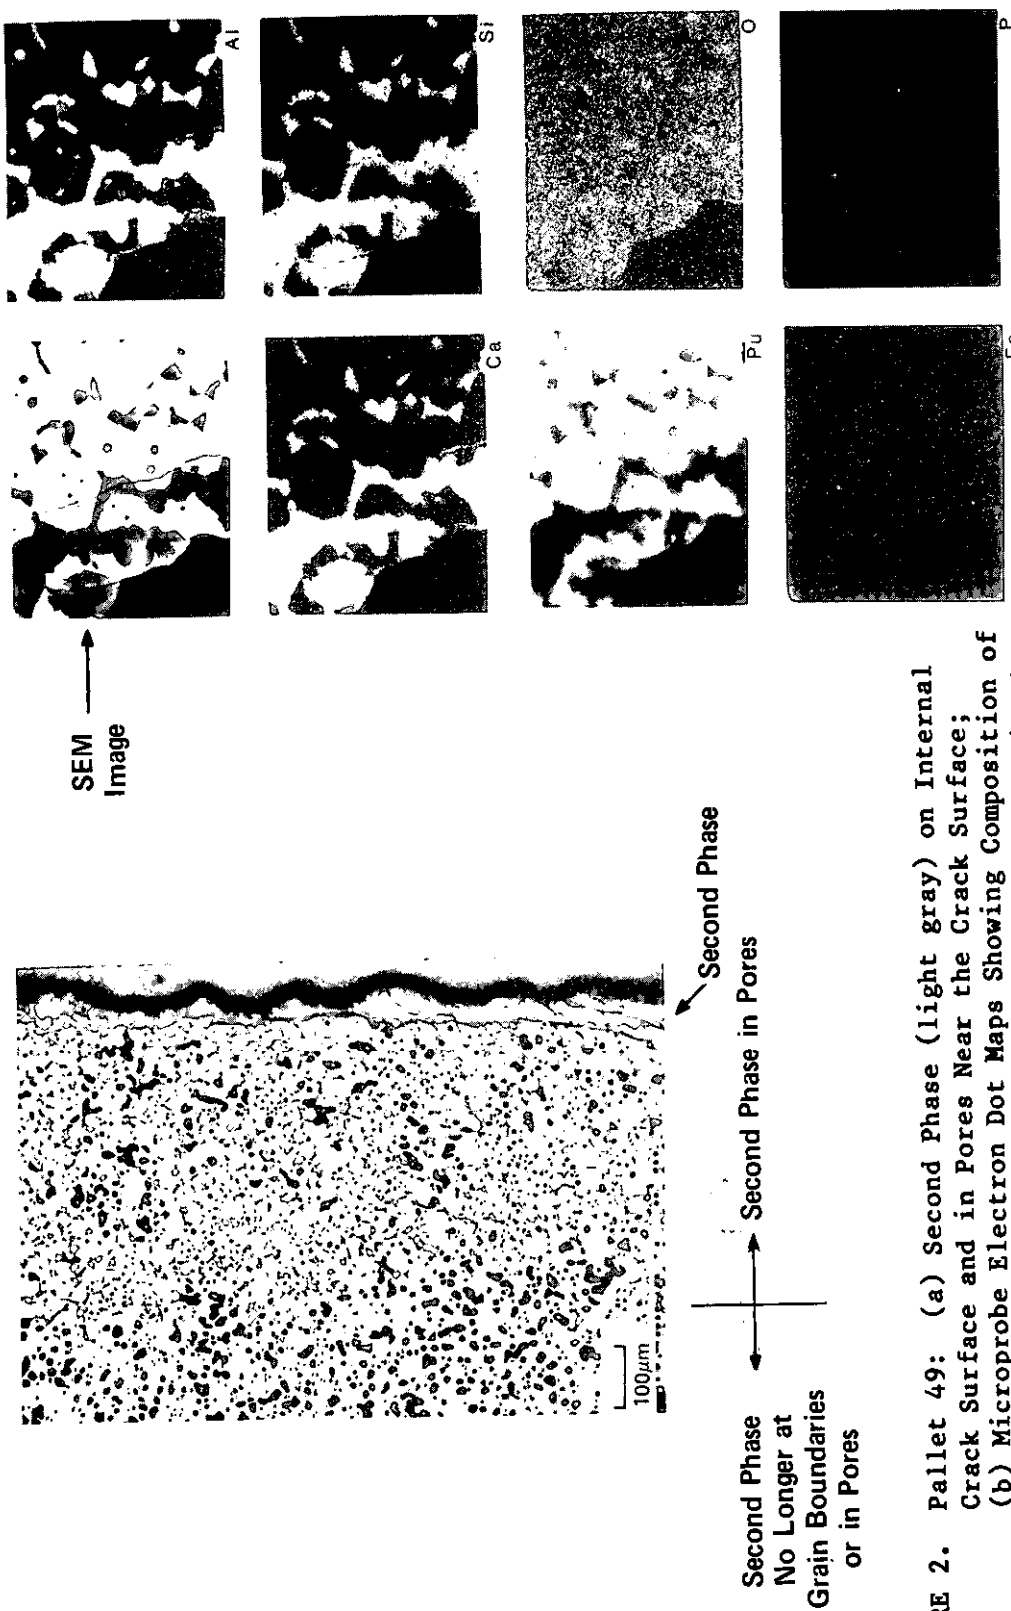 SEM
Image
Al
Si
O
P
Ca
Pu
Second Phase
Second Phase in Pores
Second Phase
No Longer at
Grain Boundaries
or in Pores
100μm
RE 2. Pallet 49: (a) Second Phase (light gray) on Internal
Crack Surface and in Pores Near the Crack Surface;
(b) Microprobe Electron Dot Maps Showing Composition of